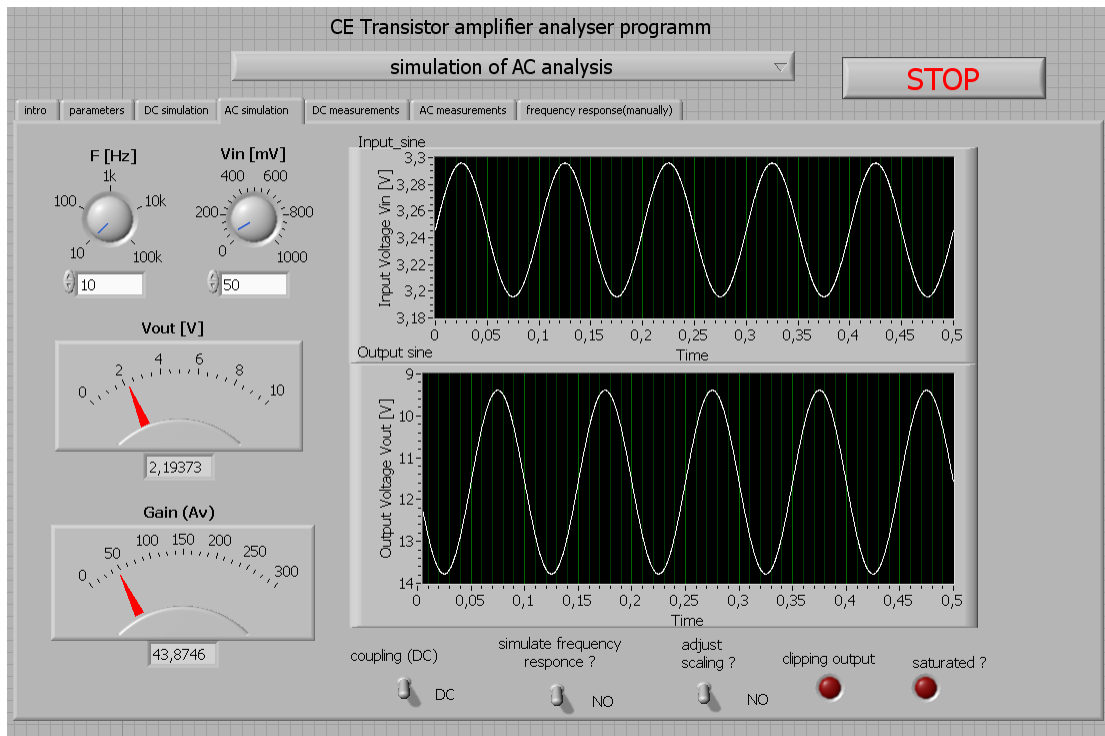 CE Transistor amplifier analyser programm
simulation of AC analysis
STOP
intro
parameters
DC simulation
AC simulation
DC measurements
AC measurements
frequency response(manually)
F [Hz]
1k
100
10k
10
100k
10
Vin [mV]
400
600
200
800
0
1000
50
Vout [V]
0
2
4
6
8
10
2,19373
Gain (Av)
0
50
100
150
200
250
300
43,8746
Input_sine
Input Voltage Vin [V]
3,3
3,28
3,26
3,24
3,22
3,2
3,18
0
0,05
0,1
0,15
0,2
0,25
0,3
0,35
0,4
0,45
0,5
Time
Output sine
Output Voltage Vout [V]
9
10
11
12
13
14
0
0,05
0,1
0,15
0,2
0,25
0,3
0,35
0,4
0,45
0,5
Time
coupling (DC)
DC
simulate frequency
responce ?
NO
adjust
scaling ?
NO
clipping output
saturated ?